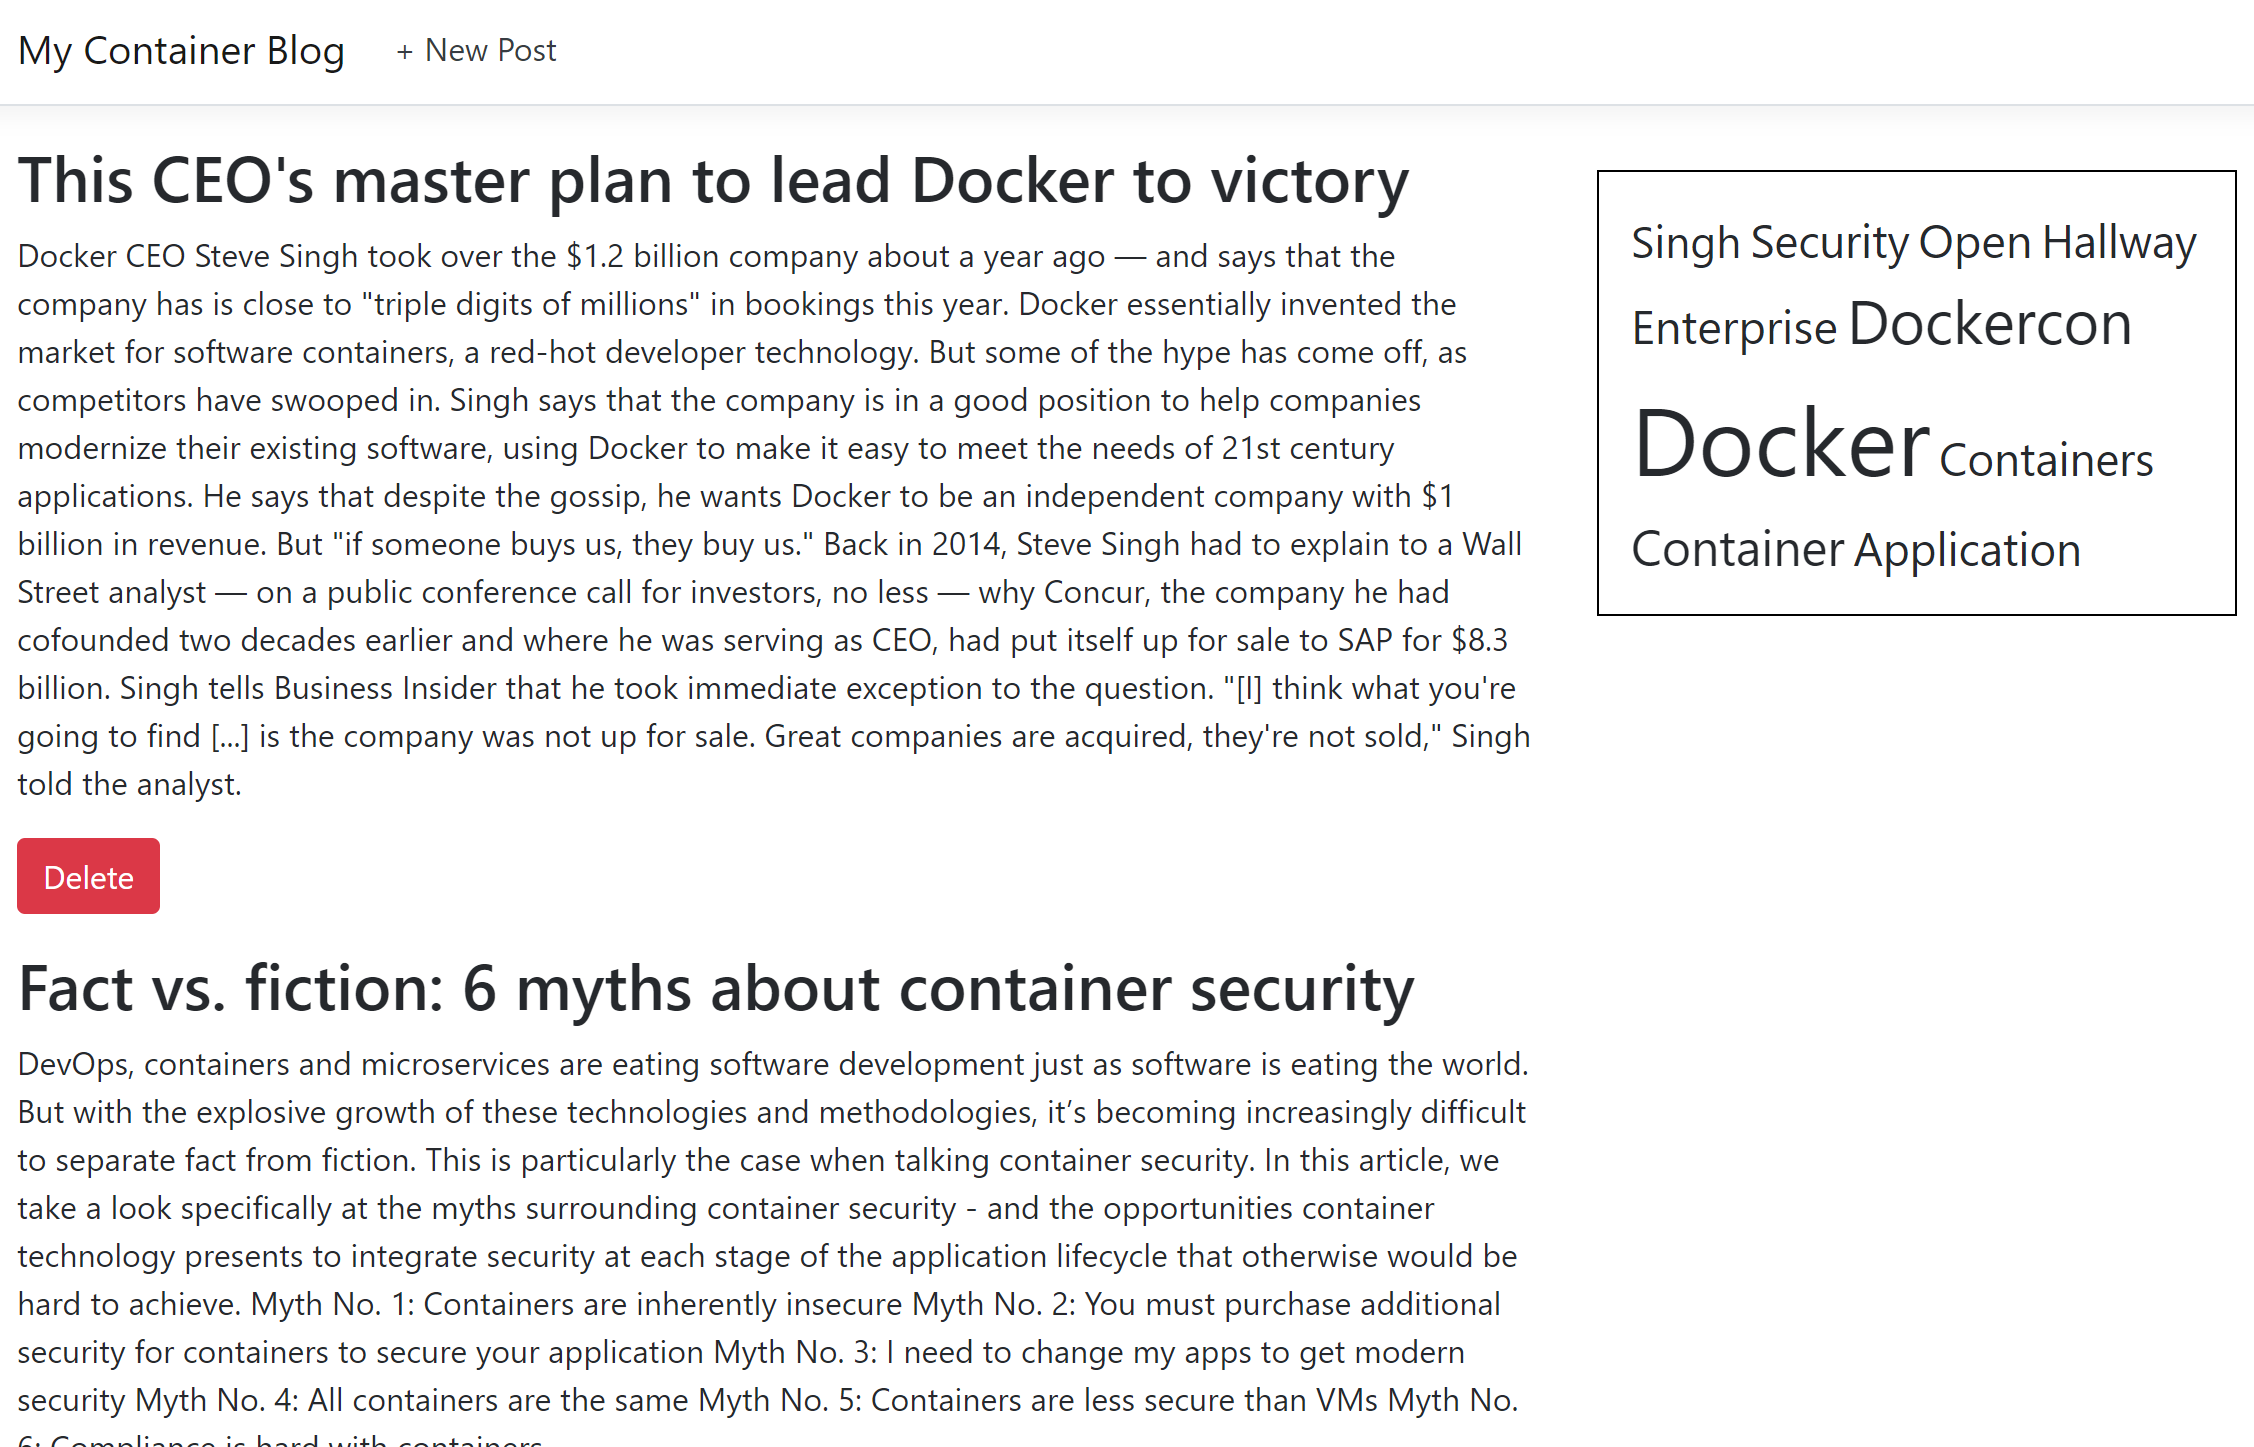 My Container Blog + New Post
This CEO's master plan to lead Docker to victory
Docker CEO Steve Singh took over the $1.2 billion company about a year ago — and says that the
company has is close to "triple digits of millions" in bookings this year. Docker essentially invented the
market for software containers, a red-hot developer technology. But some of the hype has come off, as
competitors have swooped in. Singh says that the company is in a good position to help companies
modernize their existing software, using Docker to make it easy to meet the needs of 21st century
applications. He says that despite the gossip, he wants Docker to be an independent company with $1
billion in revenue. But "if someone buys us, they buy us." Back in 2014, Steve Singh had to explain to a Wall
Street analyst — on a public conference call for investors, no less — why Concur, the company he had
cofounded two decades earlier and where he was serving as CEO, had put itself up for sale to SAP for $8.3
billion. Singh tells Business Insider that he took immediate exception to the question. "[I] think what you're
going to find [...] is the company was not up for sale. Great companies are acquired, they're not sold," Singh
told the analyst.
Delete
Fact vs. fiction: 6 myths about container security
DevOps, containers and microservices are eating software development just as software is eating the world.
But with the explosive growth of these technologies and methodologies, it’s becoming increasingly difficult
to separate fact from fiction. This is particularly the case when talking container security. In this article, we
take a look specifically at the myths surrounding container security - and the opportunities container
technology presents to integrate security at each stage of the application lifecycle that otherwise would be
hard to achieve. Myth No. 1: Containers are inherently insecure Myth No. 2: You must purchase additional
security for containers to secure your application Myth No. 3: I need to change my apps to get modern
security Myth No. 4: All containers are the same Myth No. 5: Containers are less secure than VMs Myth No.
6: Compliance is hard with containers
Singh Security Open Hallway
Enterprise Dockercon
Docker Containers
Container Application